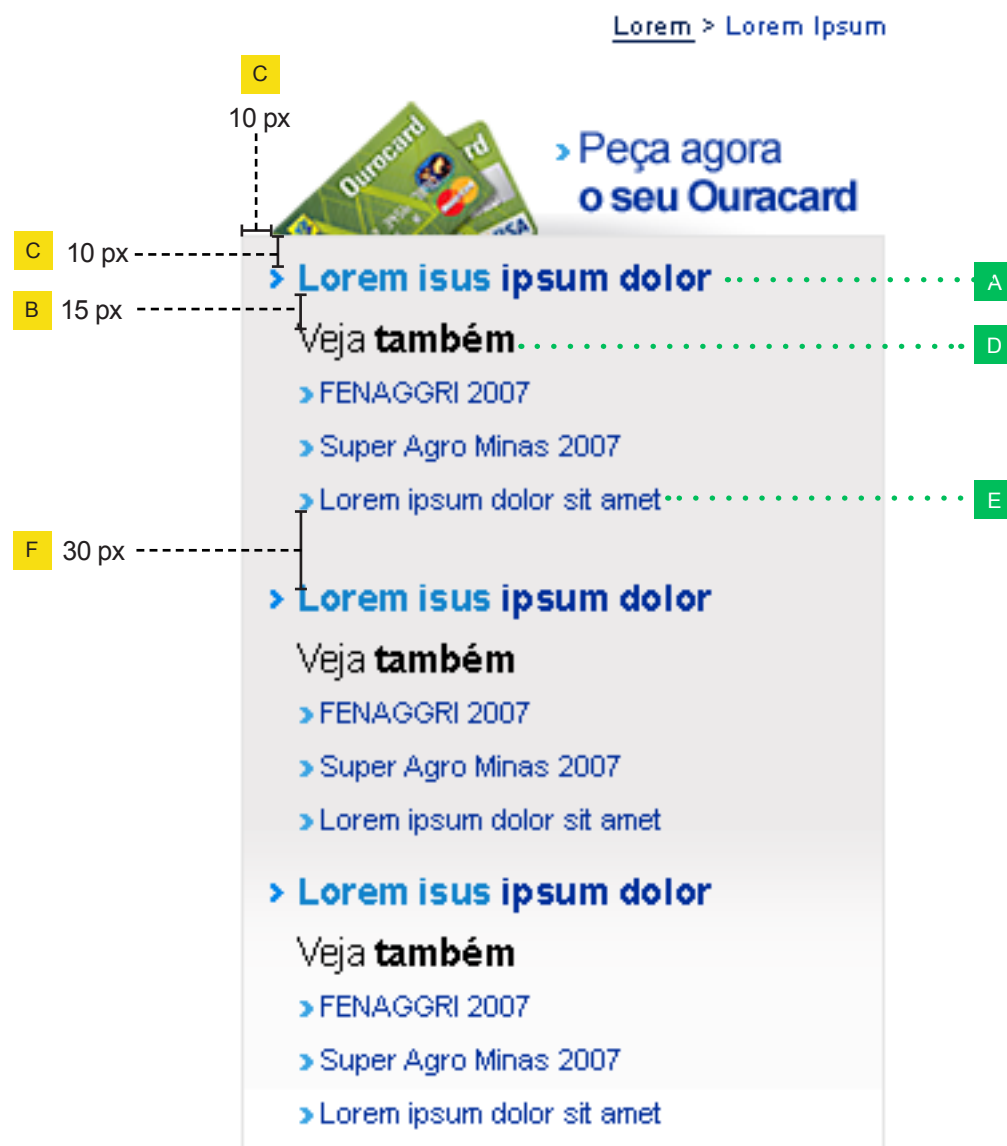 Lorem > Lorem Ipsum
C
10 px
Ourocard
rd
MasterCard
VISA
› Peça agora
o seu Ouracard
C 10 px
› Lorem isus ipsum dolor A
B 15 px
Veja também D
› FENAGGRI 2007
› Super Agro Minas 2007
› Lorem ipsum dolor sit amet E
F 30 px
› Lorem isus ipsum dolor
Veja também
› FENAGGRI 2007
› Super Agro Minas 2007
› Lorem ipsum dolor sit amet
› Lorem isus ipsum dolor
Veja também
› FENAGGRI 2007
› Super Agro Minas 2007
› Lorem ipsum dolor sit amet